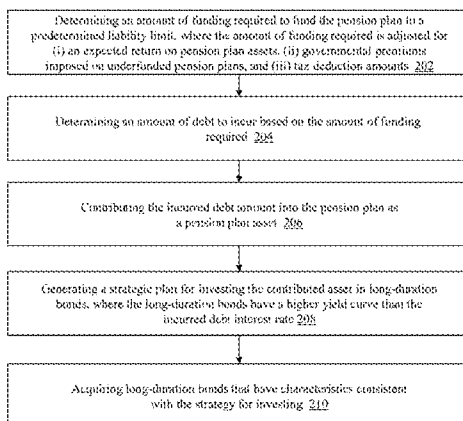 Determining an amount of funding required to fund the pension plan to a
predetermined liability limit, where the amount of funding required is adjusted for
(i) an expected return on pension plan assets, (ii) governmental premiums
imposed on underfunded pension plans, and (iii) tax deduction amounts 202
Determining an amount of debt to incur based on the amount of funding
required 204
Contributing the incurred debt amount into the pension plan as
a pension plan asset 206
Generating a strategic plan for investing the contributed asset in long-duration
bonds, where the long-duration bonds have a higher yield curve than the
incurred debt interest rate 208
Acquiring long-duration bonds that have characteristics consistent
with the strategy for investing 210